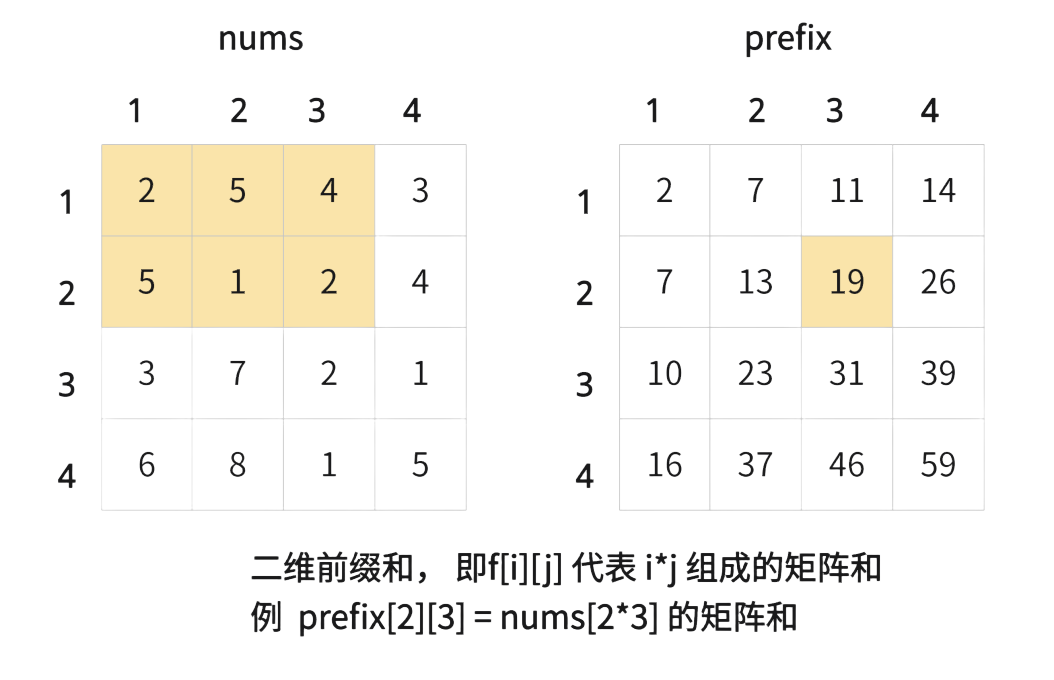 nums prefix
1 2 3 4 1 2 3 4
1 2 5 4 3 1 2 7 11 14
2 5 1 2 4 2 7 13 19 26
3 3 7 2 1 3 10 23 31 39
4 6 8 1 5 4 16 37 46 59
二维前缀和， 即f[i][j] 代表 i*j 组成的矩阵和
例 prefix[2][3] = nums[2*3] 的矩阵和